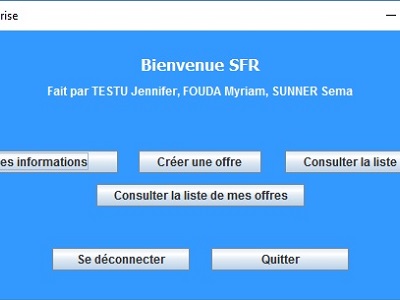 rise
Bienvenue SFR
Fait par TESTU Jennifer, FOUDA Myriam, SUNNER Sema
es informations
Créer une offre
Consulter la liste
Consulter la liste de mes offres
Se déconnecter
Quitter